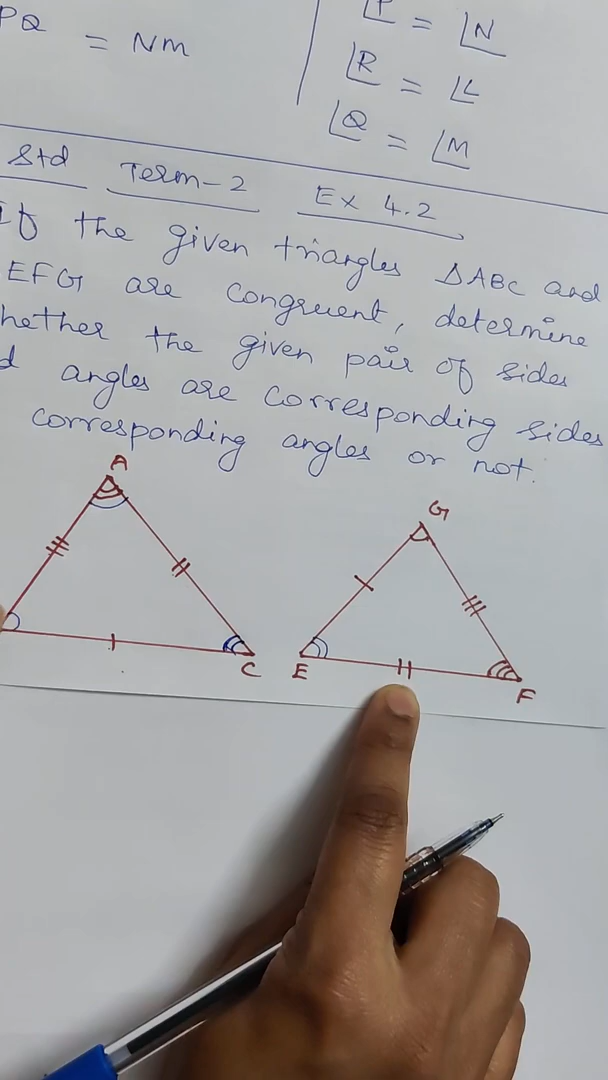 PQ = NM
∠P = ∠N
∠R = ∠L
∠Q = ∠M
Std Term-2 Ex 4.2
If the given triangles ΔABC and
EFG are congruent, determine
hether the given pair of sides
d angles are corresponding sides
corresponding angles or not.
A
G
C E F